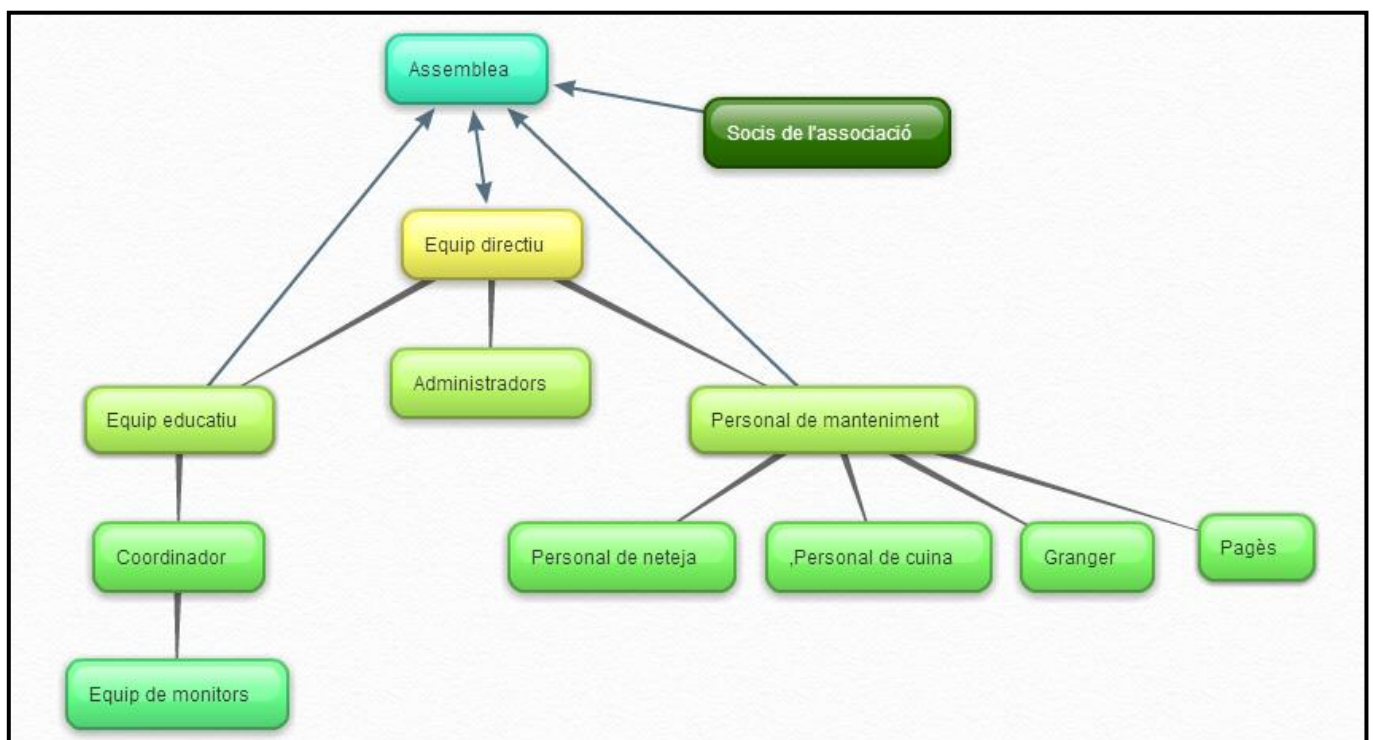 Assemblea
Socis de l'associació
Equip directiu
Administradors
Equip educatiu
Personal de manteniment
Coordinador
Personal de neteja
,Personal de cuina
Granger
Pagès
Equip de monitors